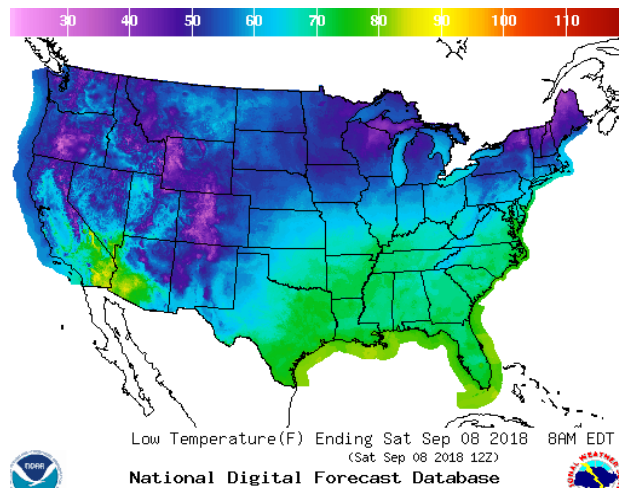 30 40 50 60 70 80 90 100 110
Low Temperature(F) Ending Sat Sep 08 2018 8AM EDT
(Sat Sep 08 2018 12Z)
National Digital Forecast Database
noaa